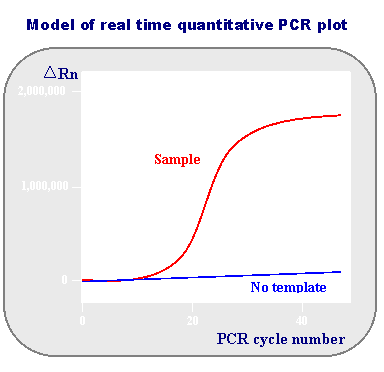 Model of real time quantitative PCR plot
△Rn
2,000,000
Sample
1,000,000
0
No template
0 20 40
PCR cycle number